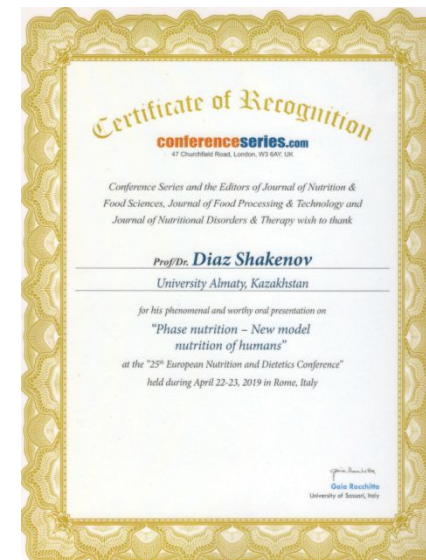 Certificate of Recognition
conferenceseries.com
47 Churchfield Road, London, W3 6AY, UK
Conference Series and the Editors of Journal of Nutrition &
Food Sciences, Journal of Food Processing & Technology and
Journal of Nutritional Disorders & Therapy wish to thank
Prof/Dr. Diaz Shakenov
University Almaty, Kazakhstan
for his phenomenal and worthy oral presentation on
"Phase nutrition – New model
nutrition of humans"
at the "25th European Nutrition and Dietetics Conference"
held during April 22-23, 2019 in Rome, Italy
Gaia Rocchitta
Gaia Rocchitta
University of Sassari, Italy